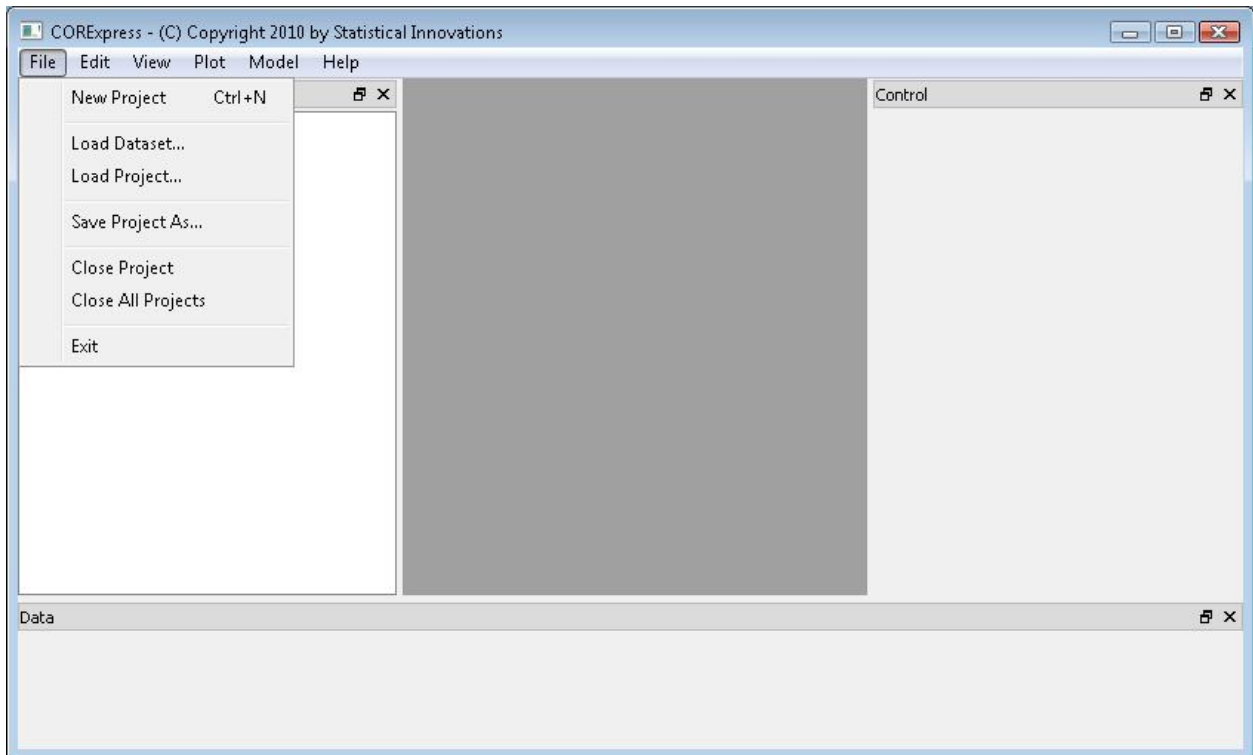 CORExpress - (C) Copyright 2010 by Statistical Innovations
File Edit View Plot Model Help
New Project Ctrl+N
Control
Load Dataset...
Load Project...
Save Project As...
Close Project
Close All Projects
Exit
Data